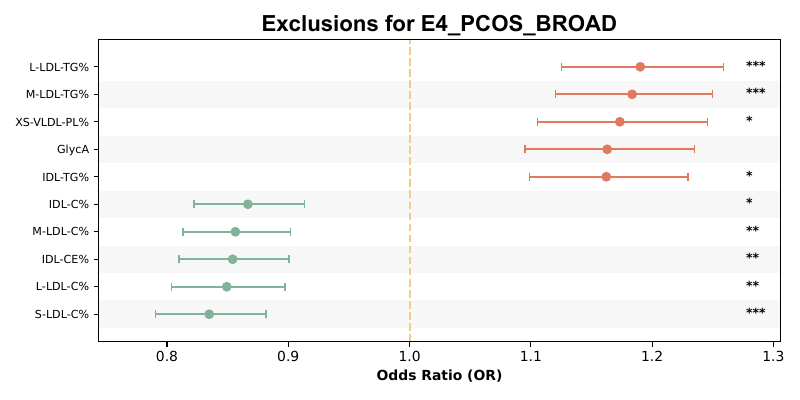 Exclusions for E4_PCOS_BROAD
L-LDL-TG% ***
M-LDL-TG% ***
XS-VLDL-PL% *
GlycA
IDL-TG% *
IDL-C% *
M-LDL-C% **
IDL-CE% **
L-LDL-C% **
S-LDL-C% ***
0.8 0.9 1.0 1.1 1.2 1.3
Odds Ratio (OR)